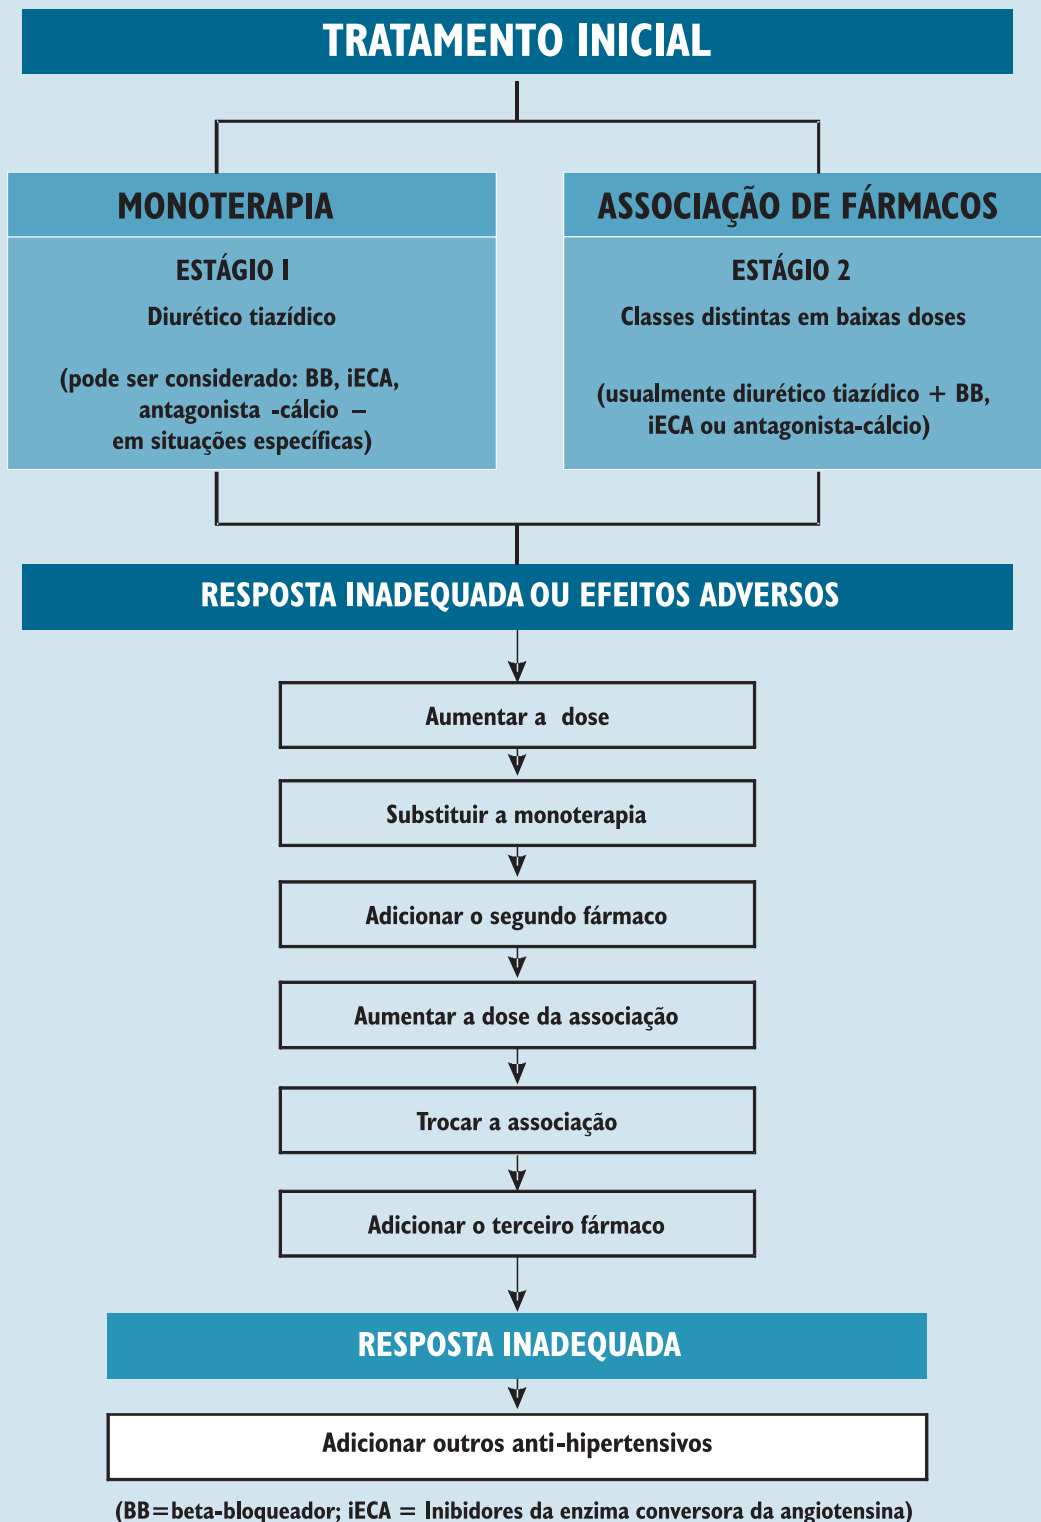 TRATAMENTO INICIAL
MONOTERAPIA
ESTÁGIO I
Diurético tiazídico
(pode ser considerado: BB, iECA,
antagonista -cálcio –
em situações específicas)
ASSOCIAÇÃO DE FÁRMACOS
ESTÁGIO 2
Classes distintas em baixas doses
(usualmente diurético tiazídico + BB,
iECA ou antagonista-cálcio)
RESPOSTA INADEQUADA OU EFEITOS ADVERSOS
Aumentar a dose
Substituir a monoterapia
Adicionar o segundo fármaco
Aumentar a dose da associação
Trocar a associação
Adicionar o terceiro fármaco
RESPOSTA INADEQUADA
Adicionar outros anti-hipertensivos
(BB=beta-bloqueador; iECA = Inibidores da enzima conversora da angiotensina)